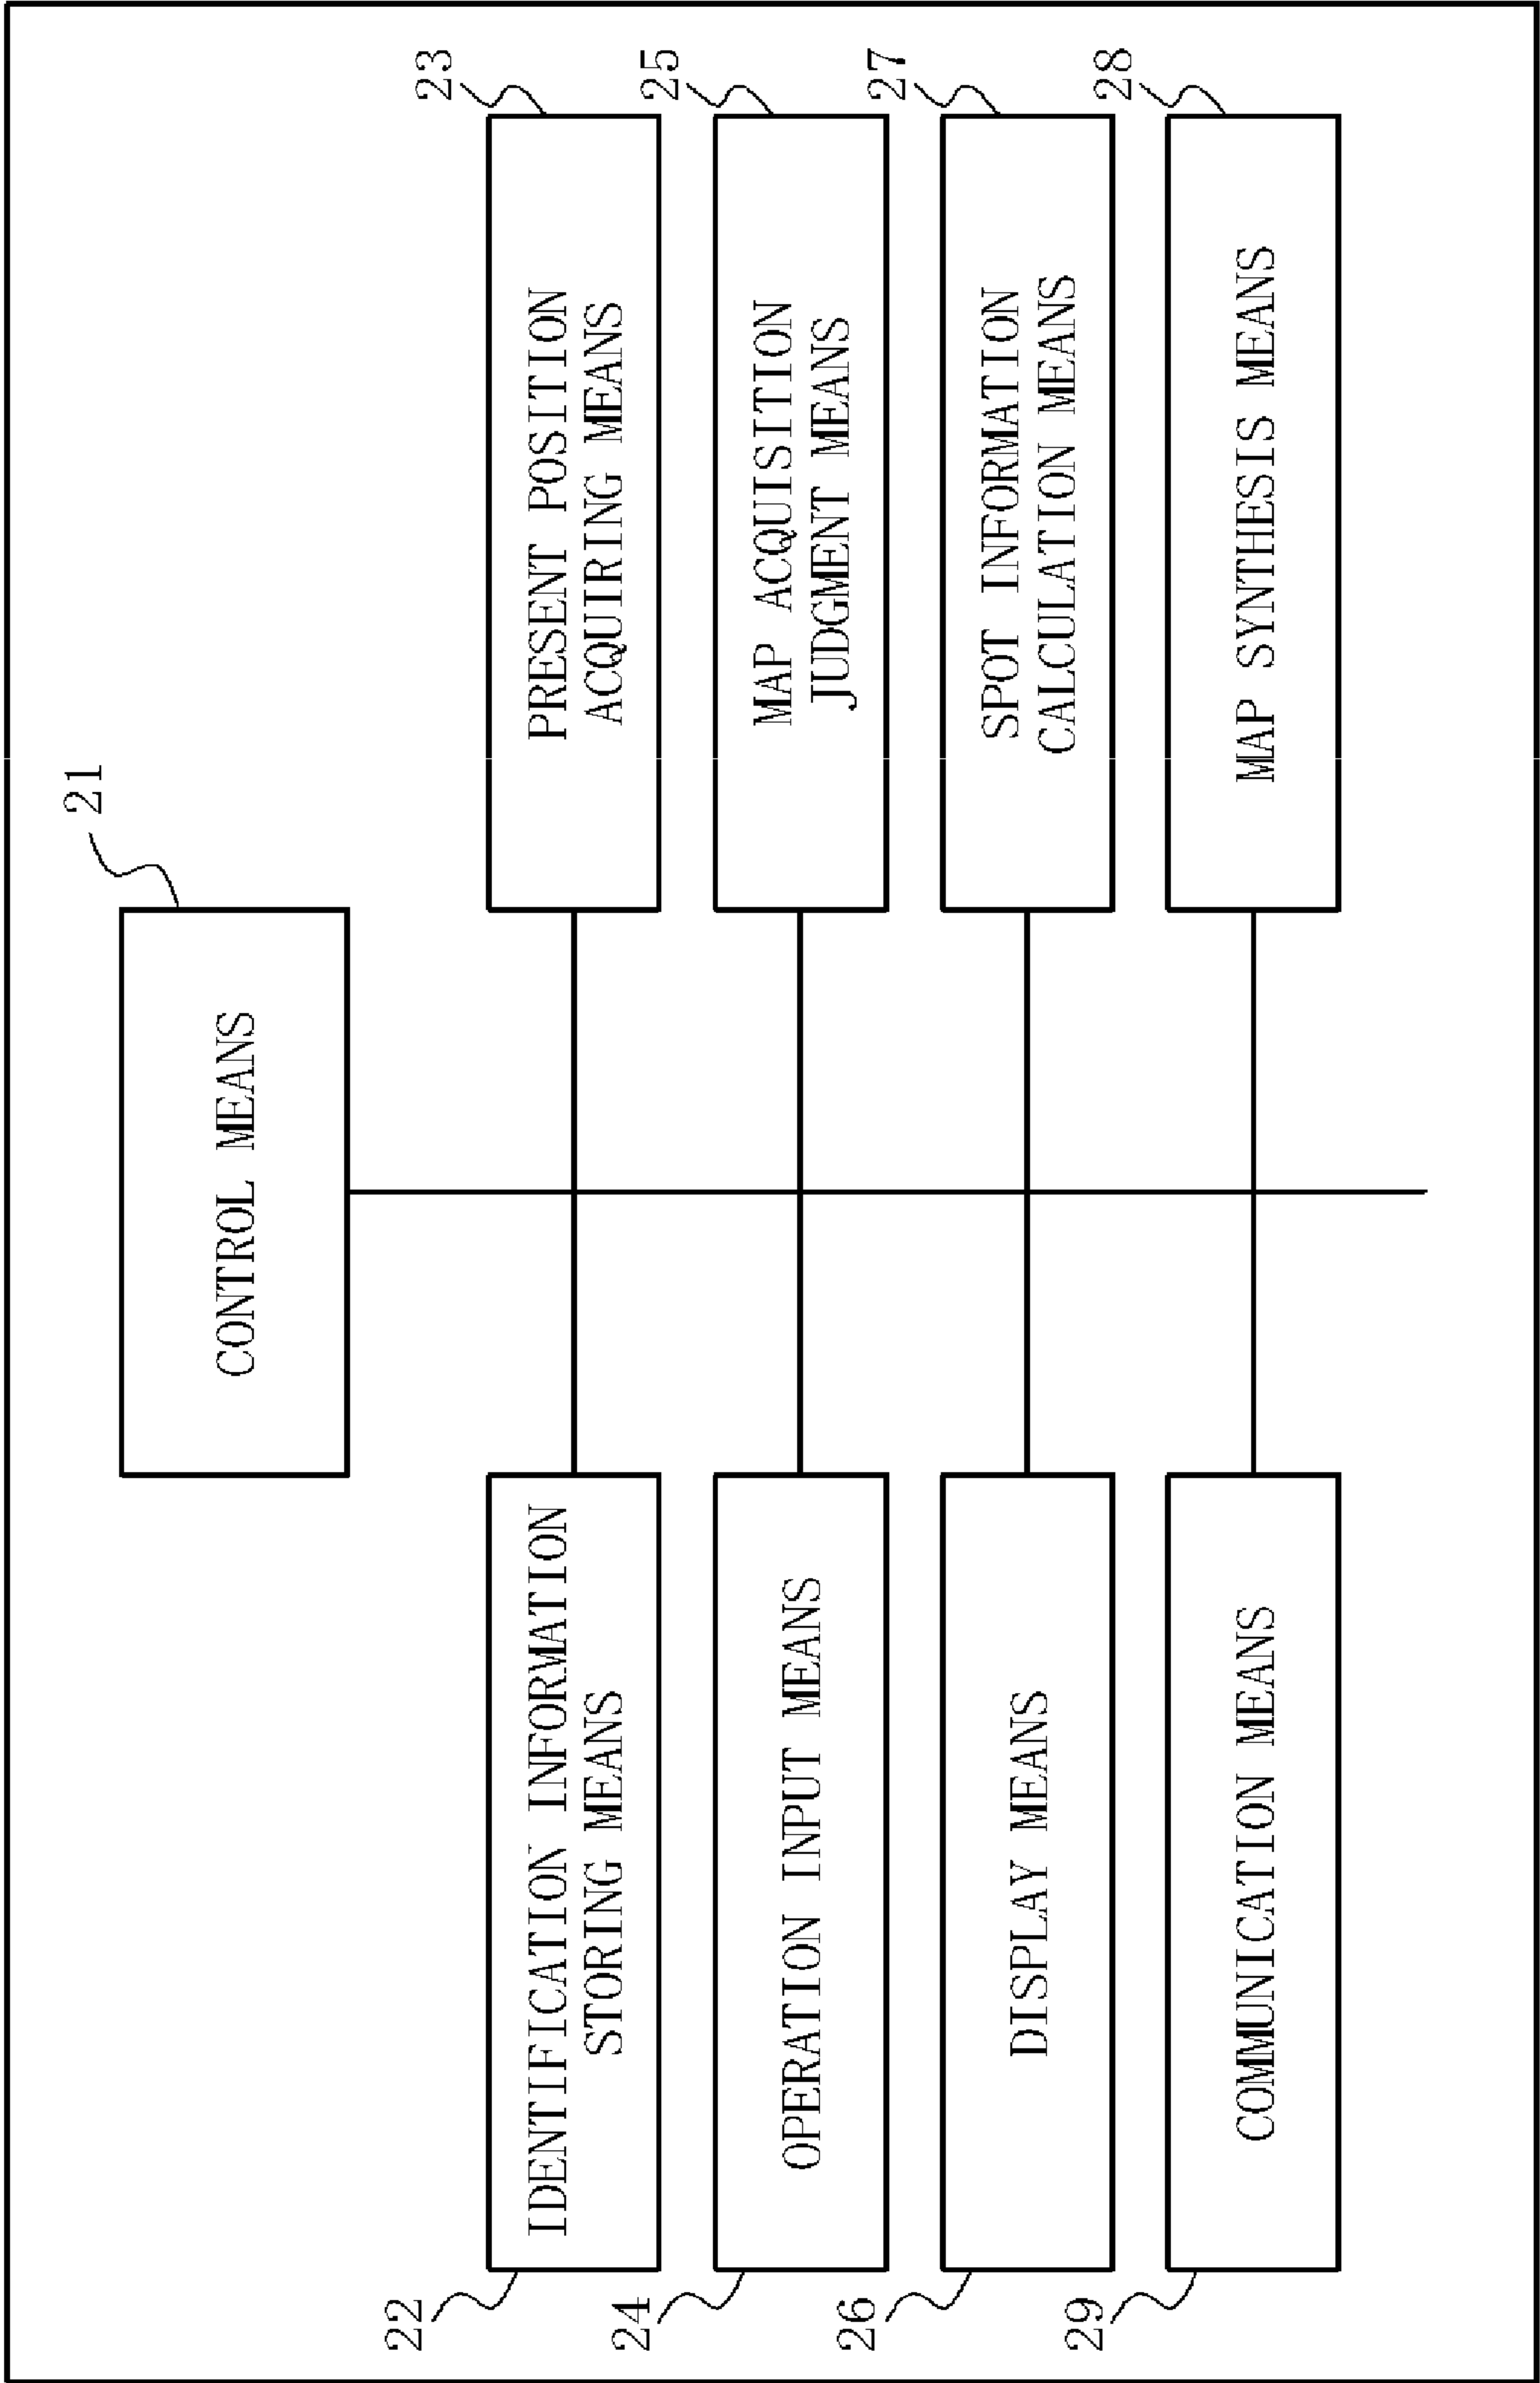 21
CONTROL MEANS
22
IDENTIFICATION INFORMATION
STORING MEANS
23
PRESENT POSITION
ACQUIRING MEANS
24
OPERATION INPUT MEANS
25
MAP ACQUISITION
JUDGMENT MEANS
26
DISPLAY MEANS
27
SPOT INFORMATION
CALCULATION MEANS
29
COMMUNICATION MEANS
28
MAP SYNTHESIS MEANS